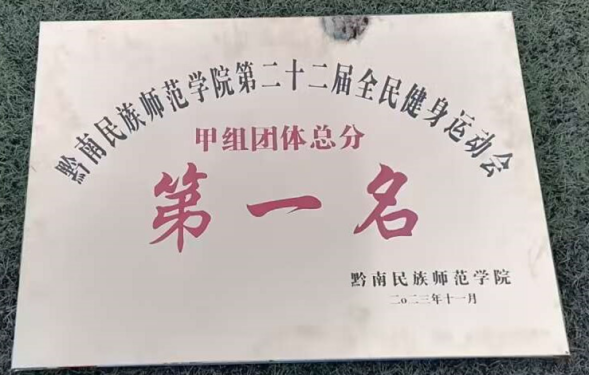 黔南民族师范学院第二十二届全民健身运动会
甲组团体总分
第一名
黔南民族师范学院
二o二三年十一月